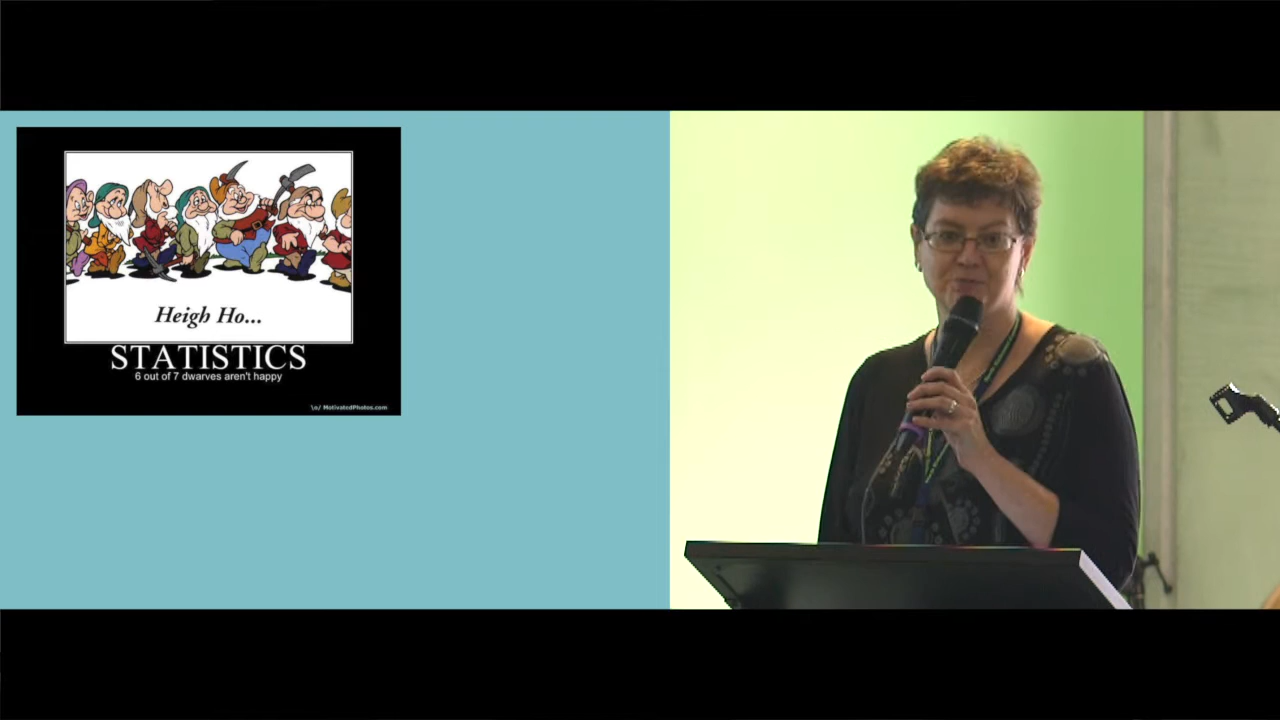 Heigh Ho...
STATISTICS
6 out of 7 dwarves aren't happy
\o/ MotivatedPhotos.com